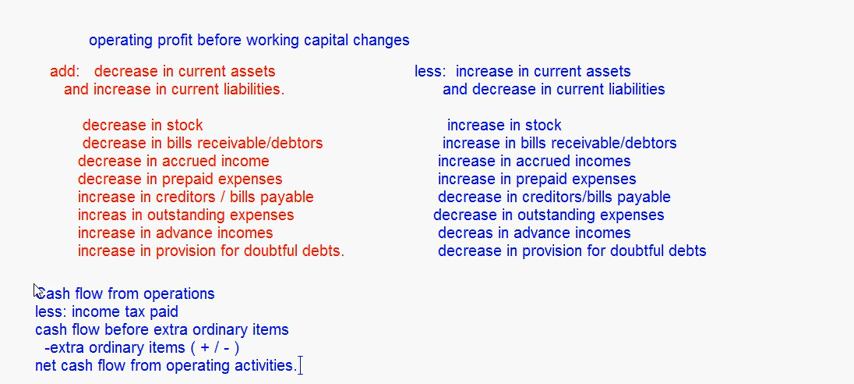 operating profit before working capital changes
add: decrease in current assets
and increase in current liabilities.
decrease in stock
decrease in bills receivable/debtors
decrease in accrued income
decrease in prepaid expenses
increase in creditors / bills payable
increas in outstanding expenses
increase in advance incomes
increase in provision for doubtful debts.
less: increase in current assets
and decrease in current liabilities
increase in stock
increase in bills receivable/debtors
increase in accrued incomes
increase in prepaid expenses
decrease in creditors/bills payable
decrease in outstanding expenses
decreas in advance incomes
decrease in provision for doubtful debts
Cash flow from operations
less: income tax paid
cash flow before extra ordinary items
-extra ordinary items ( + / - )
net cash flow from operating activities.